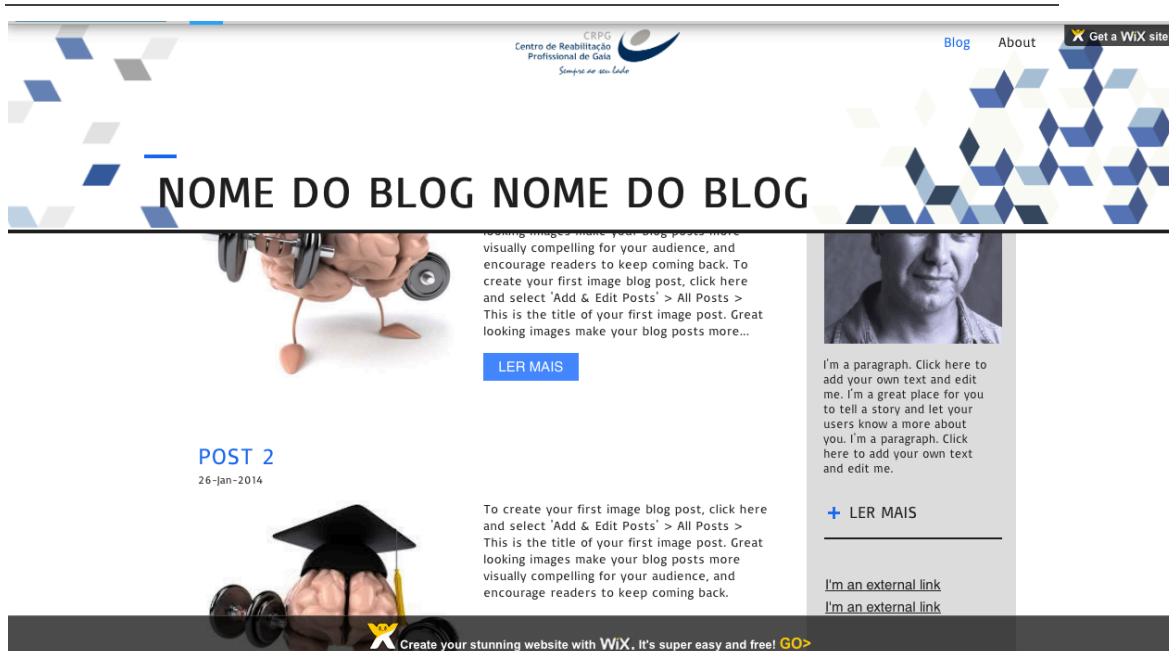 CRPG
Centro de Reabilitação
Profissional de Gaia
Sempre ao seu lado
Blog About
Get a WiX site
NOME DO BLOG NOME DO BLOG
looking images make your blog posts more
visually compelling for your audience, and
encourage readers to keep coming back. To
create your first image blog post, click here
and select 'Add & Edit Posts' > All Posts >
This is the title of your first image post. Great
looking images make your blog posts more...
LER MAIS
POST 2
26-Jan-2014
To create your first image blog post, click here
and select 'Add & Edit Posts' > All Posts >
This is the title of your first image post. Great
looking images make your blog posts more
visually compelling for your audience, and
encourage readers to keep coming back.
I'm a paragraph. Click here to
add your own text and edit
me. I'm a great place for you
to tell a story and let your
users know a more about
you. I'm a paragraph. Click
here to add your own text
and edit me.
+ LER MAIS
I'm an external link
I'm an external link
Create your stunning website with WiX. It's super easy and free! GO>